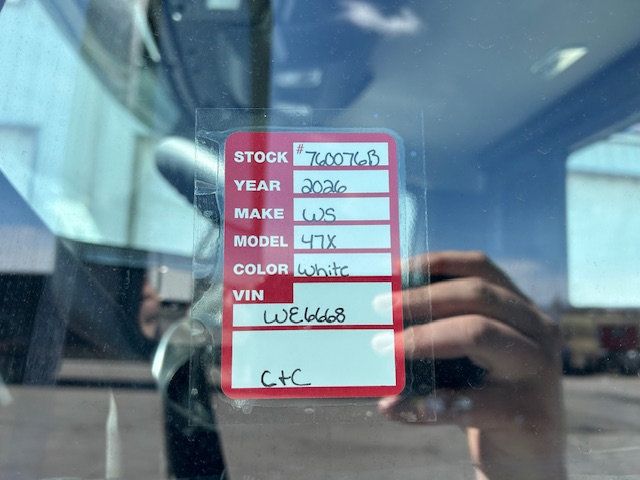 STOCK # 760076B
YEAR 2026
MAKE WS
MODEL 47X
COLOR White
VIN
WE6668
C+C